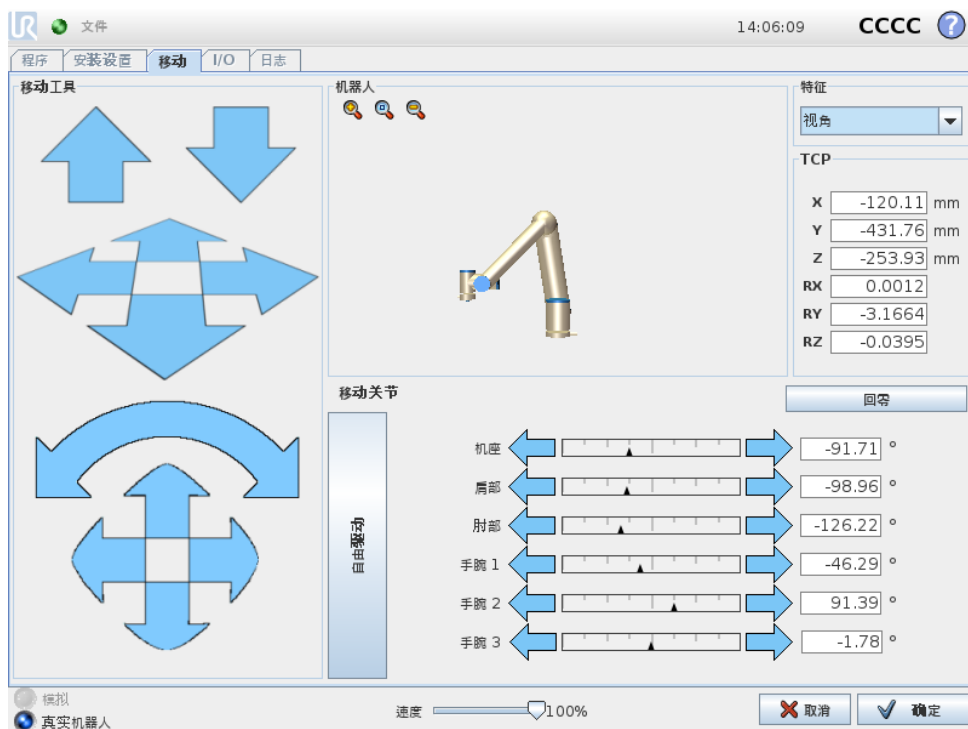 UR 文件 14:06:09 CCCC ?
程序 安装设置 移动 I/O 日志
移动工具
机器人
特征
视角
TCP
X -120.11 mm
Y -431.76 mm
Z -253.93 mm
RX 0.0012
RY -3.1664
RZ -0.0395
移动关节
回零
自由驱动
机座 -91.71 °
肩部 -98.96 °
肘部 -126.22 °
手腕 1 -46.29 °
手腕 2 91.39 °
手腕 3 -1.78 °
模拟
真实机器人
速度 100%
取消
确定